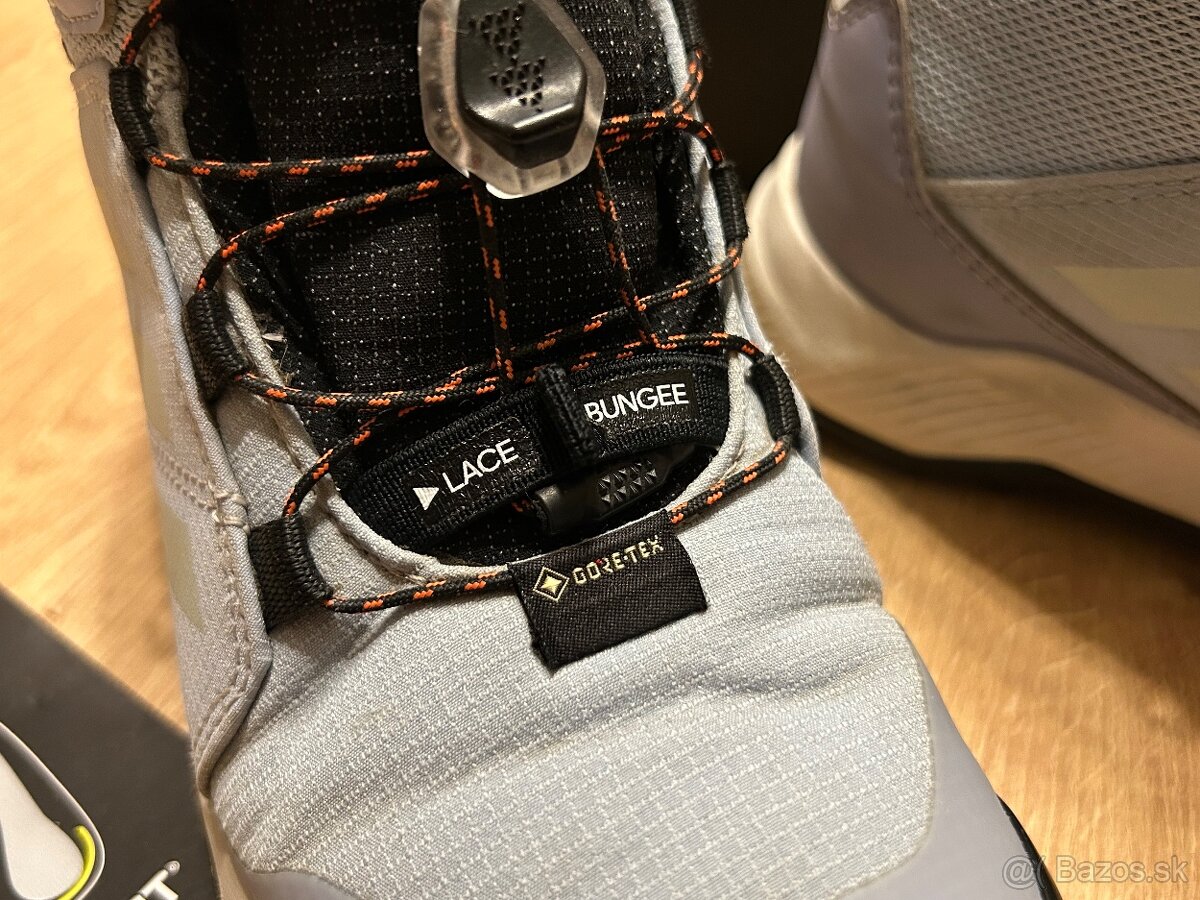 ▶ LACE
BUNGEE
GORE-TEX
@ Bazos.sk